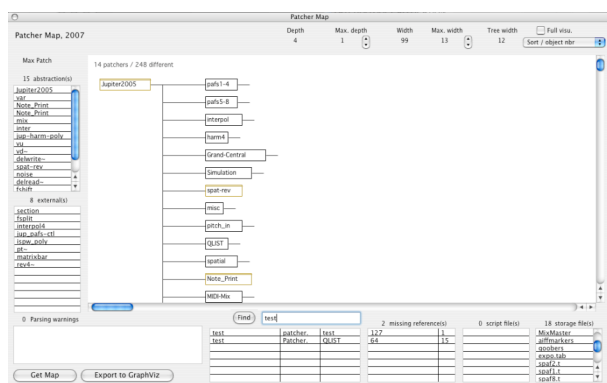 Patcher Map
Patcher Map, 2007
Depth Max. depth Width Max. width Tree width Full visu.
4 1 99 13 12 Sort / object nbr
Max Patch
14 patchers / 248 different
15 abstraction(s)
Jupiter2005
var
Note_Print
Note_Print
mix
inter
jup-harm-poly
vu
vd~
delwrite~
spat-rev
noise
delread~
fshift
8 external(s)
section
fsplit
interpol4
jup_pafs-ctl
ispw_poly
pt~
matrixbar
rev4~
Jupiter2005
pafs1-4
pafs5-8
interpol
harm4
Grand-Central
Simulation
spat-rev
misc
pitch_in
QLIST
spatial
Note_Print
MIDI-Mix
0 Parsing warnings
Find test
2 missing reference(s) 0 script file(s) 18 storage file(s)
test patcher. test 127 1 MixMaster
test Patcher. QLIST 64 15 aiffmarkers
goobers
expo.tab
spaf2.t
spaf1.t
spaf8.t
Get Map Export to GraphViz